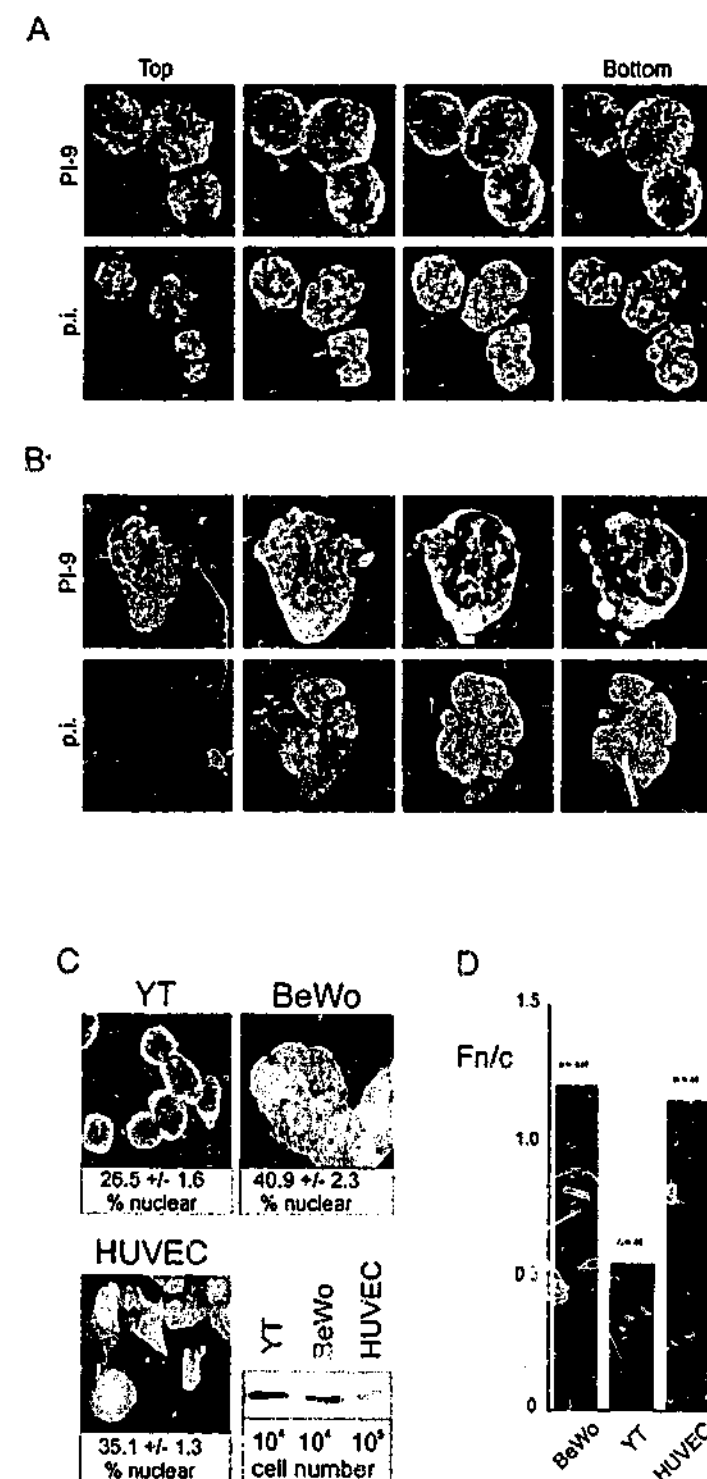 A
Top Bottom
PI-9
p.i.
B
PI-9
p.i.
C
YT BeWo
26.5 +/- 1.6
% nuclear
40.9 +/- 2.3
% nuclear
HUVEC
35.1 +/- 1.3
% nuclear
YT BeWo HUVEC
10⁴ 10⁴ 10⁵
cell number
D
Fn/c
1.5
1.0
0
BeWo YT HUVEC